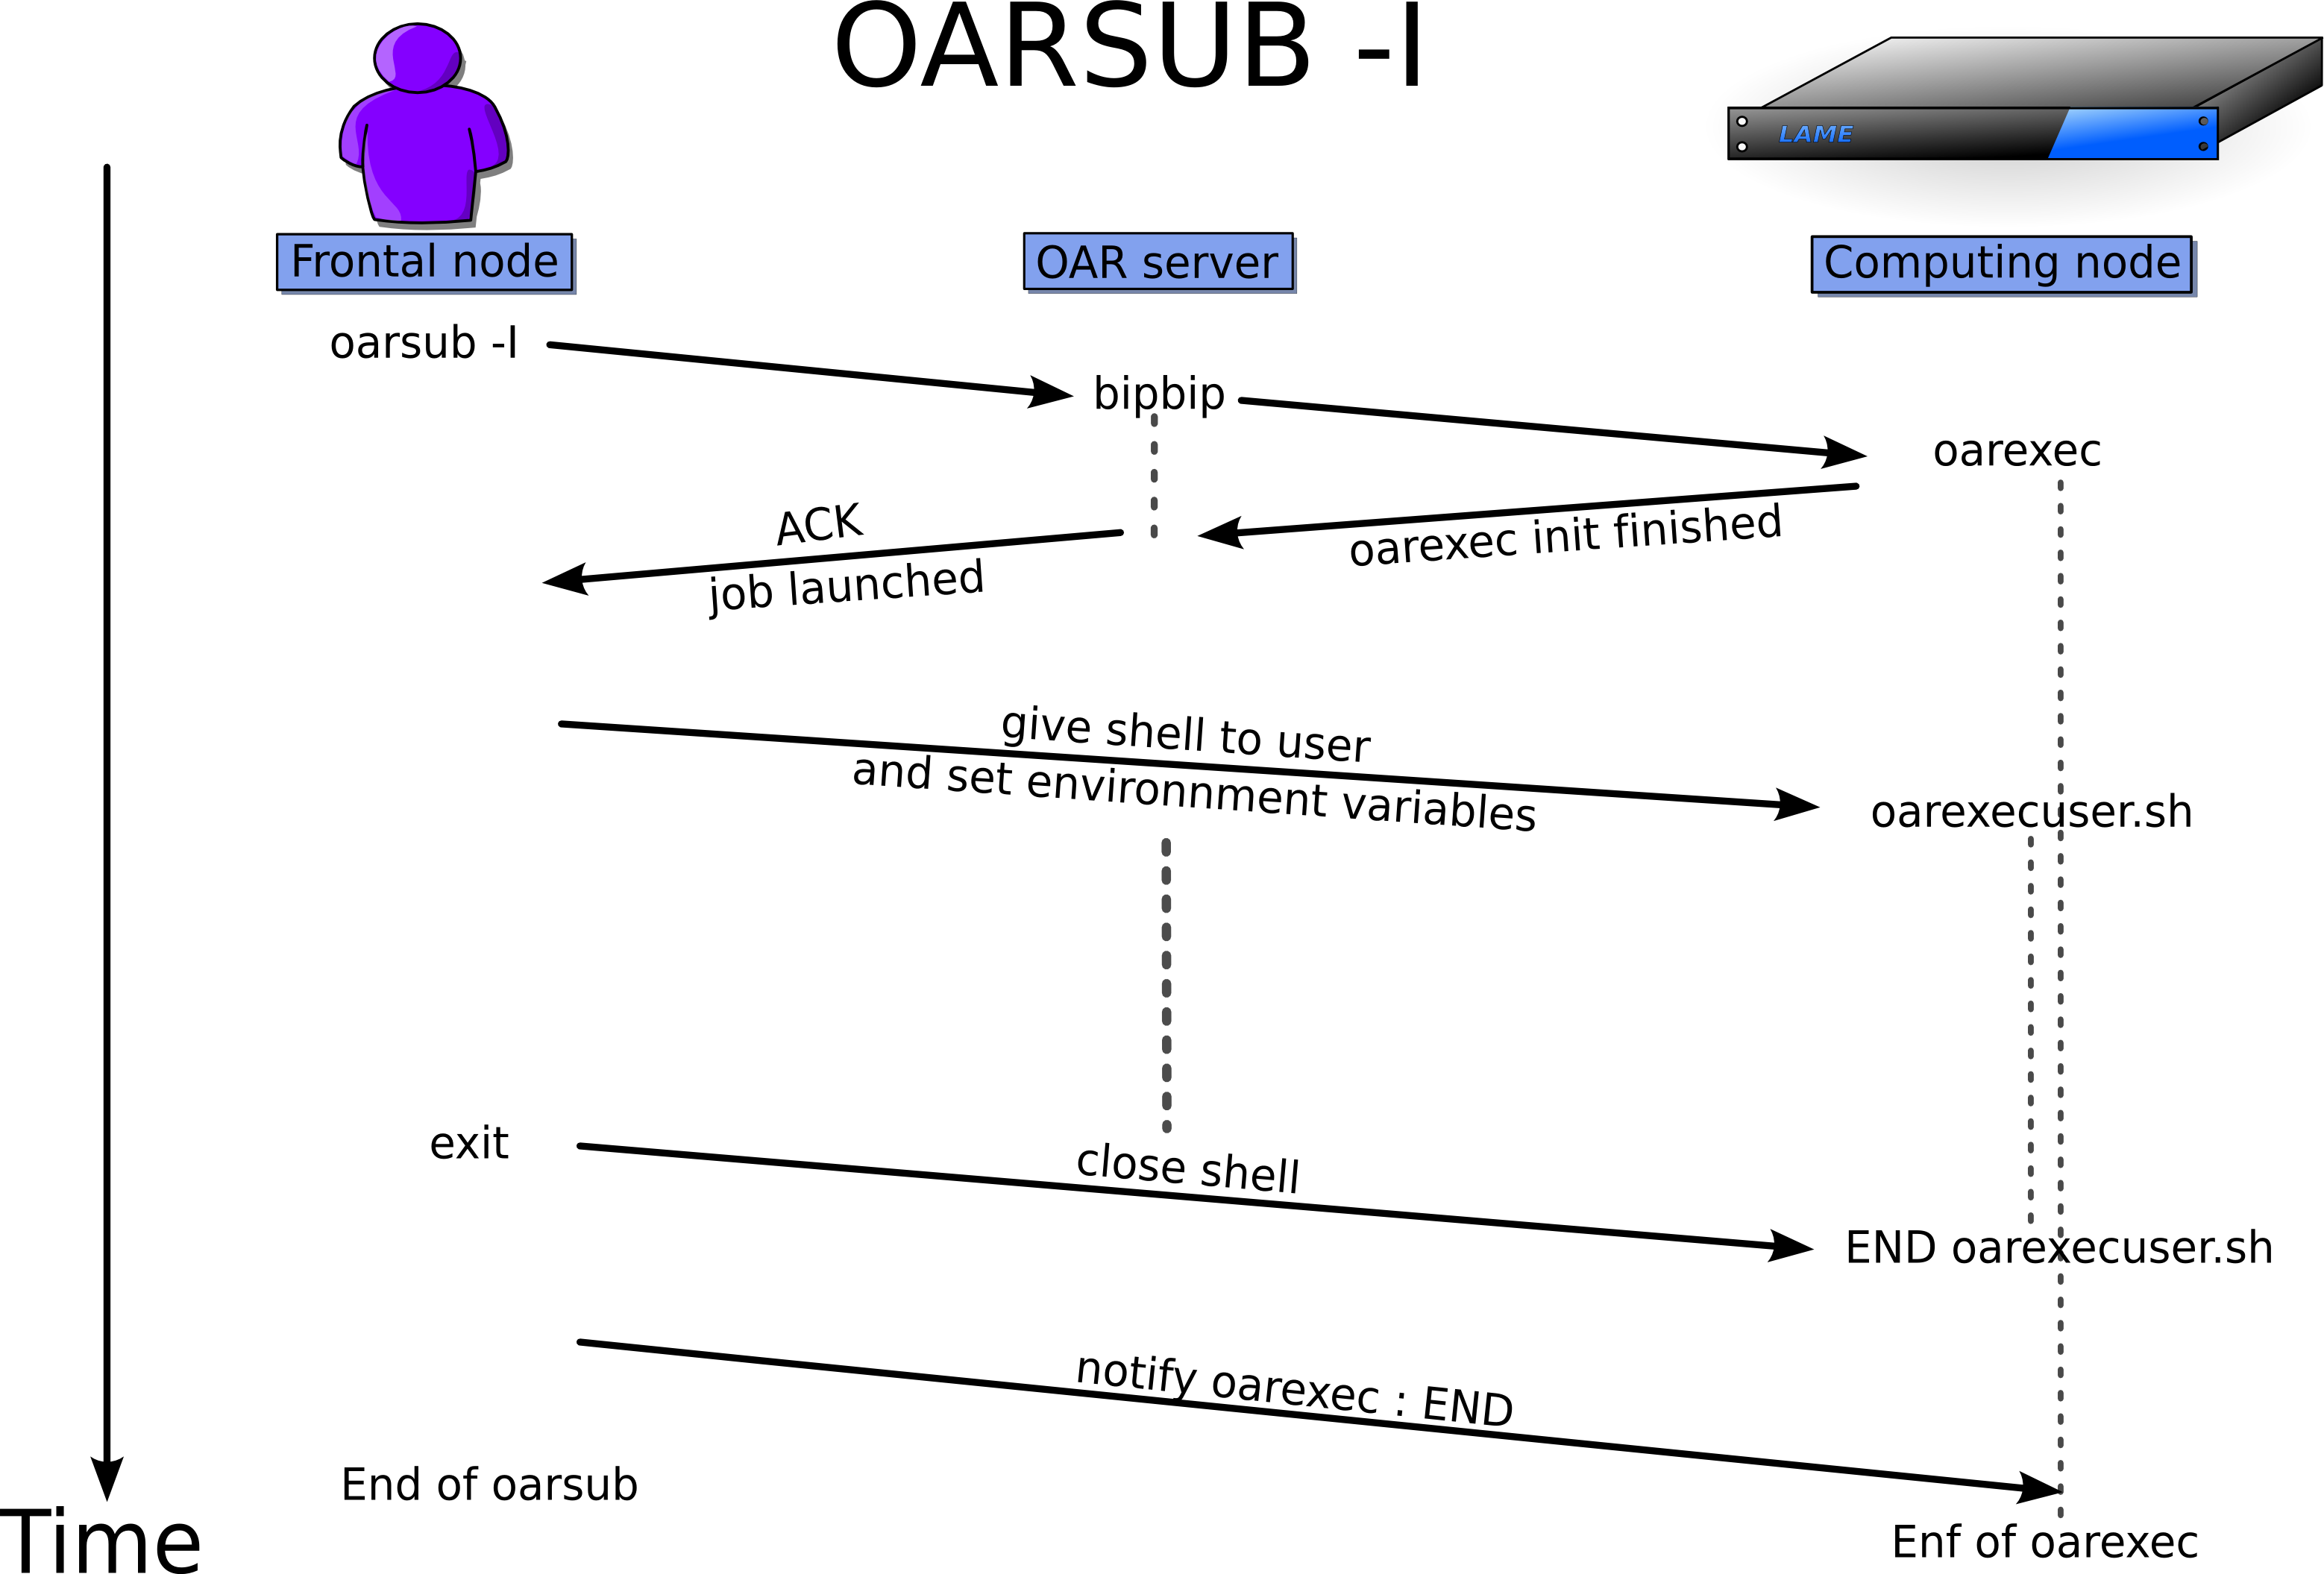 OARSUB -I
LAME
Frontal node
OAR server
Computing node
oarsub -I
bipbip
oarexec
ACK
job launched
oarexec init finished
give shell to user
and set environnment variables
oarexecuser.sh
exit
close shell
END oarexecuser.sh
notify oarexec : END
End of oarsub
Time
Enf of oarexec